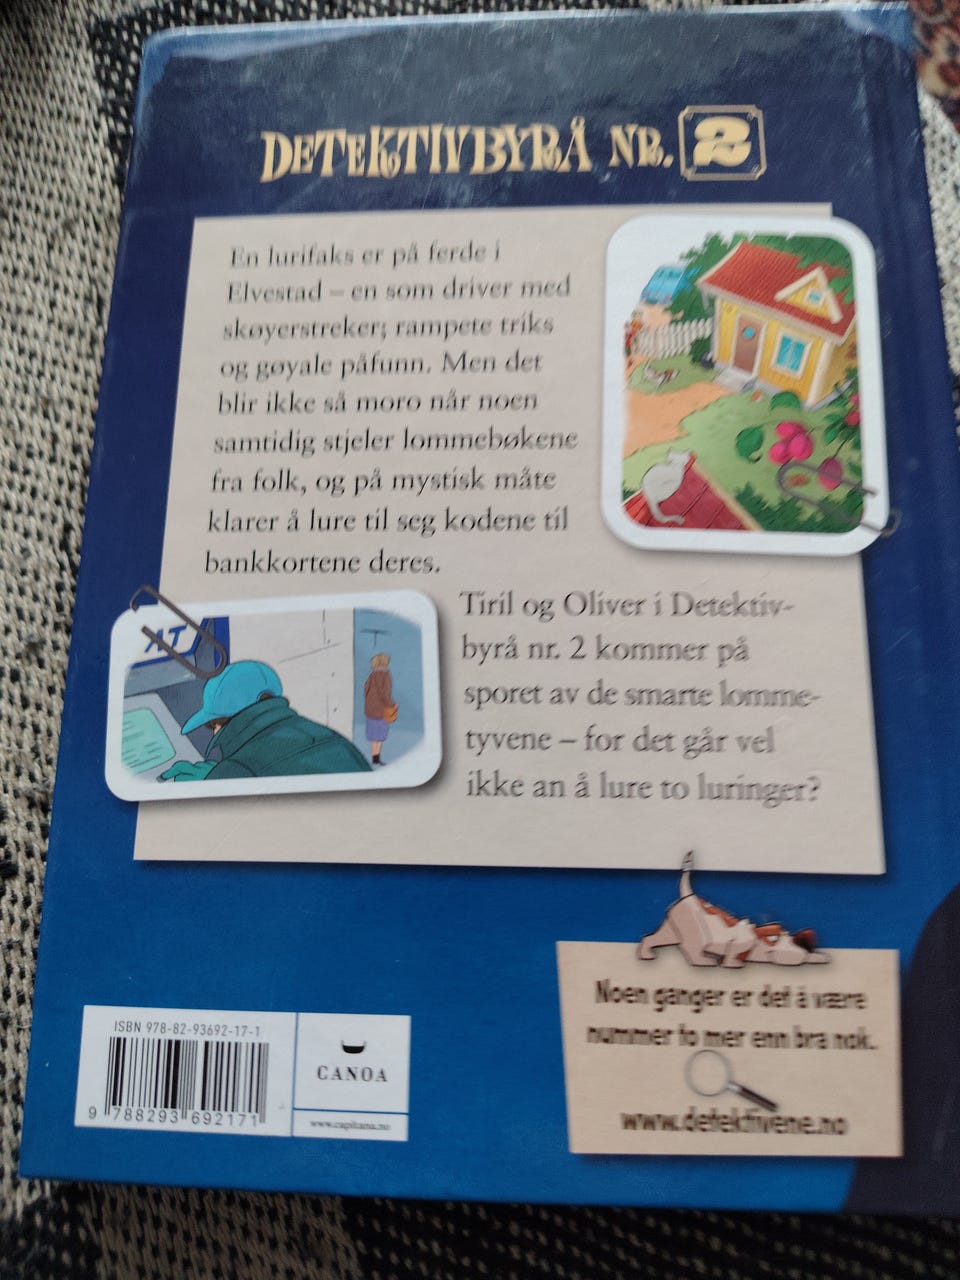 DETEKTIVBYRÅ NR. 2
En lurifaks er på ferde i
Elvestad – en som driver med
skøyerstreker, rampete triks
og gøyale påfunn. Men det
blir ikke så moro når noen
samtidig stjeler lommebøkene
fra folk, og på mystisk måte
klarer å lure til seg kodene til
bankkortene deres.
AT
Tiril og Oliver i Detektiv-
byrå nr. 2 kommer på
sporet av de smarte lomme-
tyvene – for det går vel
ikke an å lure to luringer?
Noen ganger er det å være
nummer to mer enn bra nok.
www.detektivene.no
ISBN 978-82-93692-17-1
9 788293 692171
CANOA
www.capitana.no